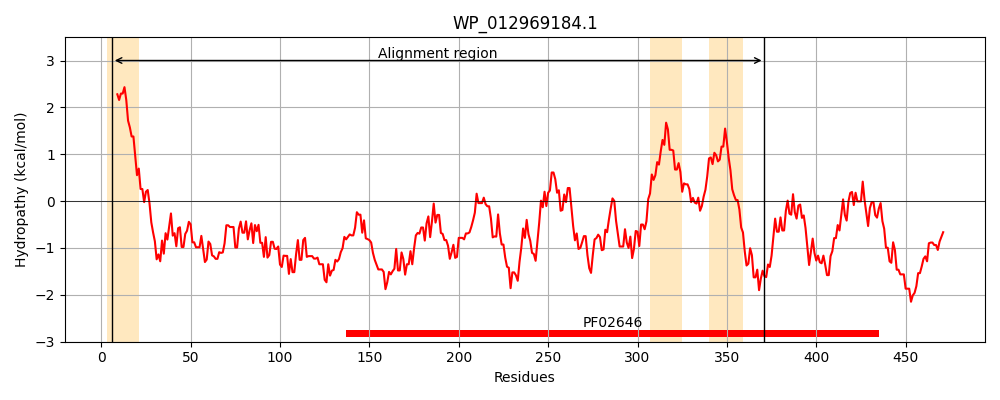 WP_012969184.1
Alignment region
Hydropathy (kcal/mol)
3
2
1
0
−1
−2
−3
PF02646
0 50 100 150 200 250 300 350 400 450
Residues